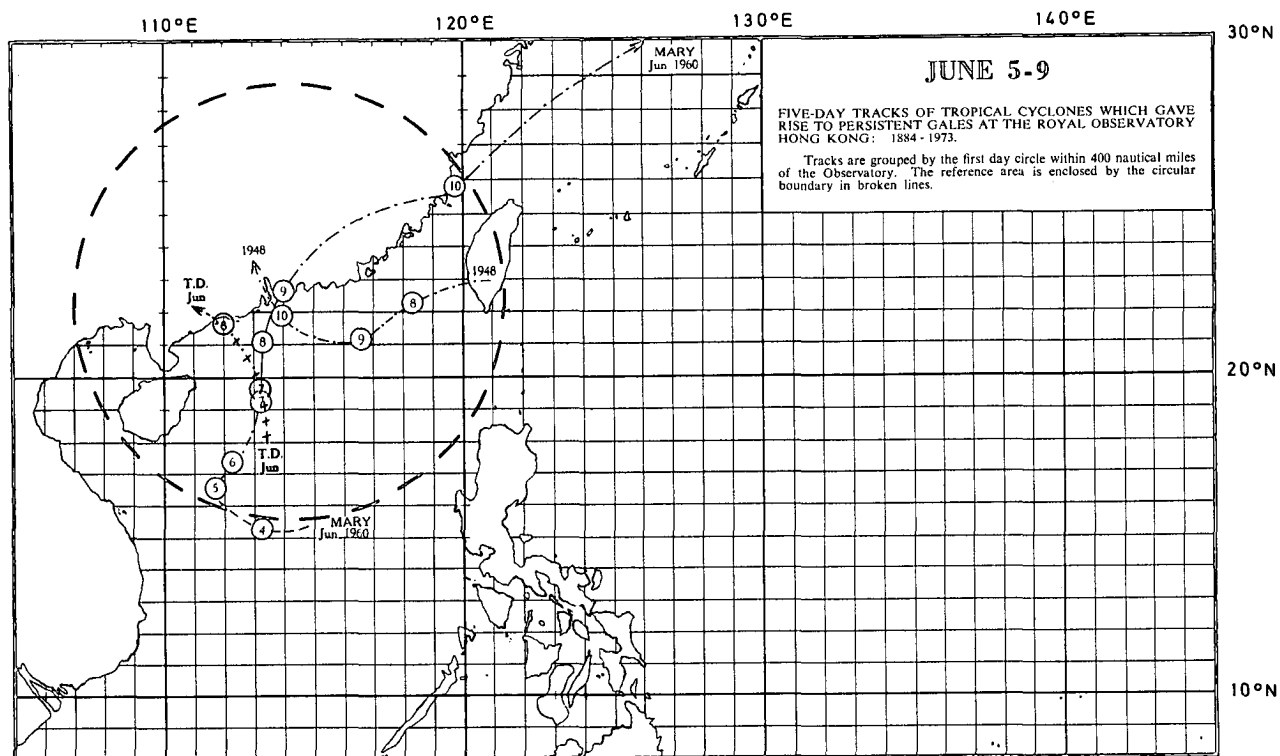 110°E 120°E 130°E 140°E
30°N
MARY
Jun 1960
JUNE 5-9
FIVE-DAY TRACKS OF TROPICAL CYCLONES WHICH GAVE
RISE TO PERSISTENT GALES AT THE ROYAL OBSERVATORY
HONG KONG: 1884-1973.
Tracks are grouped by the first day circle within 400 nautical miles
of the Observatory. The reference area is enclosed by the circular
boundary in broken lines.
10
1948
1948
T.D.
Jun
9
8
10
8
8
9
7
20°N
T.D.
Jun
6
5
MARY
Jun 1960
4
10°N